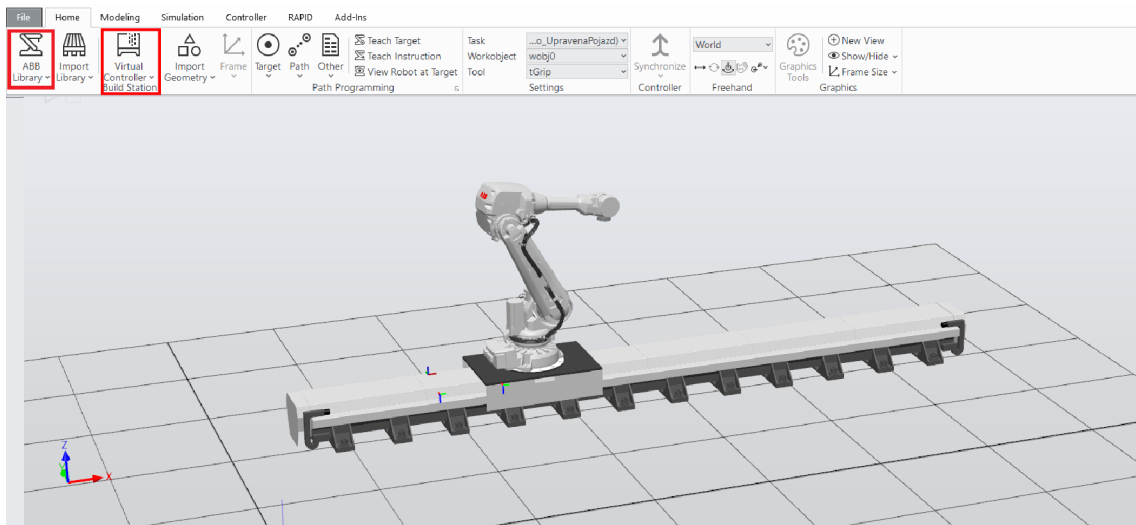 File Home Modeling Simulation Controller RAPID Add-Ins
ABB Library
Import Library
Virtual Controller
Import Geometry
Frame
Target
Path
Other
Teach Target
Teach Instruction
View Robot at Target
Task ...o_UpravenaPojazd)
Workobject wobj0
Tool tGrip
Synchronize
World
Graphics Tools
New View
Show/Hide
Frame Size
Build Station Path Programming Settings Controller Freehand Graphics
Z
X